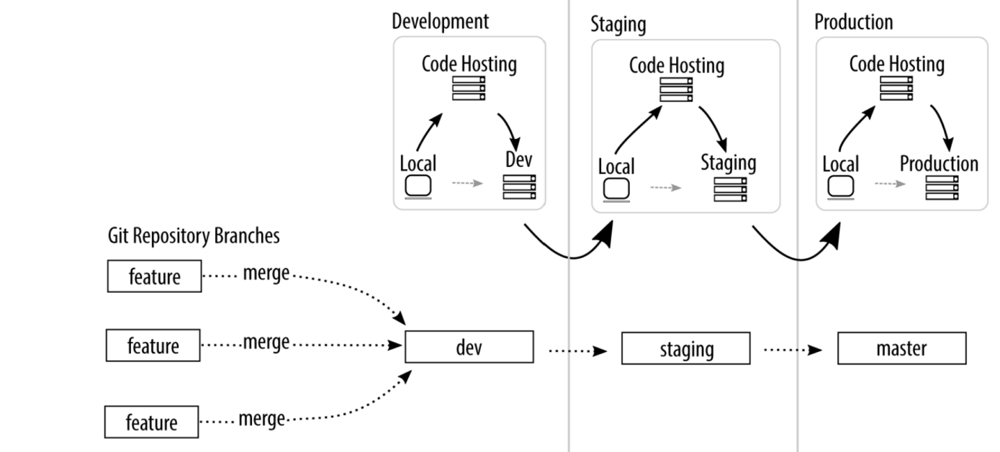 Development
Staging
Production
Code Hosting
Code Hosting
Code Hosting
Local
Dev
Local
Staging
Local
Production
Git Repository Branches
feature
merge
feature
merge
dev
staging
master
feature
merge